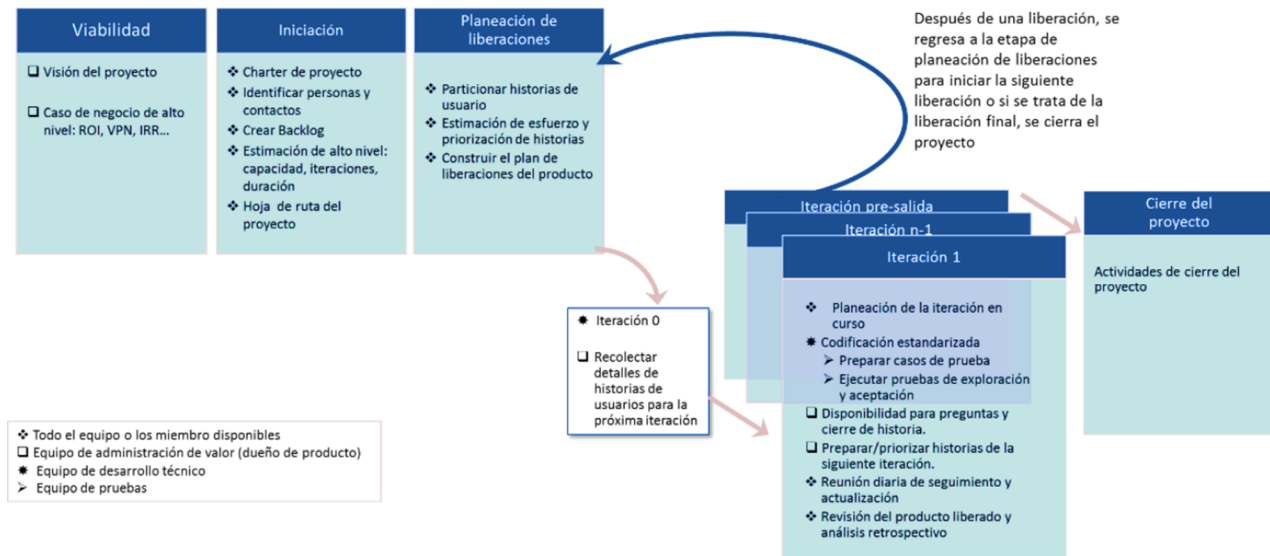 Viabilidad
❑ Visión del proyecto
❑ Caso de negocio de alto
nivel: ROI, VPN, IRR...
Iniciación
❖ Charter de proyecto
❖ Identificar personas y
contactos
❖ Crear Backlog
❖ Estimación de alto nivel:
capacidad, iteraciones,
duración
❖ Hoja de ruta del
proyecto
Planeación de
liberaciones
❖ Particionar historias de
usuario
❖ Estimación de esfuerzo y
priorización de historias
❖ Construir el plan de
liberaciones del producto
Después de una liberación, se
regresa a la etapa de
planeación de liberaciones
para iniciar la siguiente
liberación o si se trata de la
liberación final, se cierra el
proyecto
✹ Iteración 0
❑ Recolectar
detalles de
historias de
usuarios para la
próxima iteración
Iteración pre-salida
Iteración n-1
Iteración 1
❖ Planeación de la iteración en
curso
✹ Codificación estandarizada
➢ Preparar casos de prueba
➢ Ejecutar pruebas de exploración
y aceptación
❑ Disponibilidad para preguntas y
cierre de historia.
❑ Preparar/priorizar historias de la
siguiente iteración.
❖ Reunión diaria de seguimiento y
actualización
❖ Revisión del producto liberado y
análisis retrospectivo
Cierre del
proyecto
Actividades de cierre del
proyecto
❖ Todo el equipo o los miembro disponibles
❑ Equipo de administración de valor (dueño de producto)
✹ Equipo de desarrollo técnico
➢ Equipo de pruebas